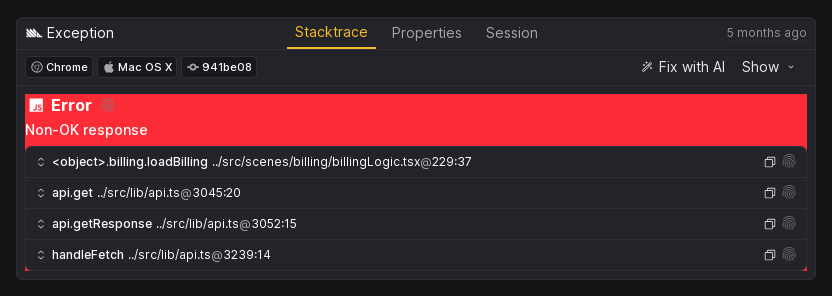 Exception
Stacktrace
Properties
Session
5 months ago
Chrome
Mac OS X
941be08
Fix with AI
Show
JS
Error
Non-OK response
<object>.billing.loadBilling ../src/scenes/billing/billingLogic.tsx@229:37
api.get ../src/lib/api.ts@3045:20
api.getResponse ../src/lib/api.ts@3052:15
handleFetch ../src/lib/api.ts@3239:14